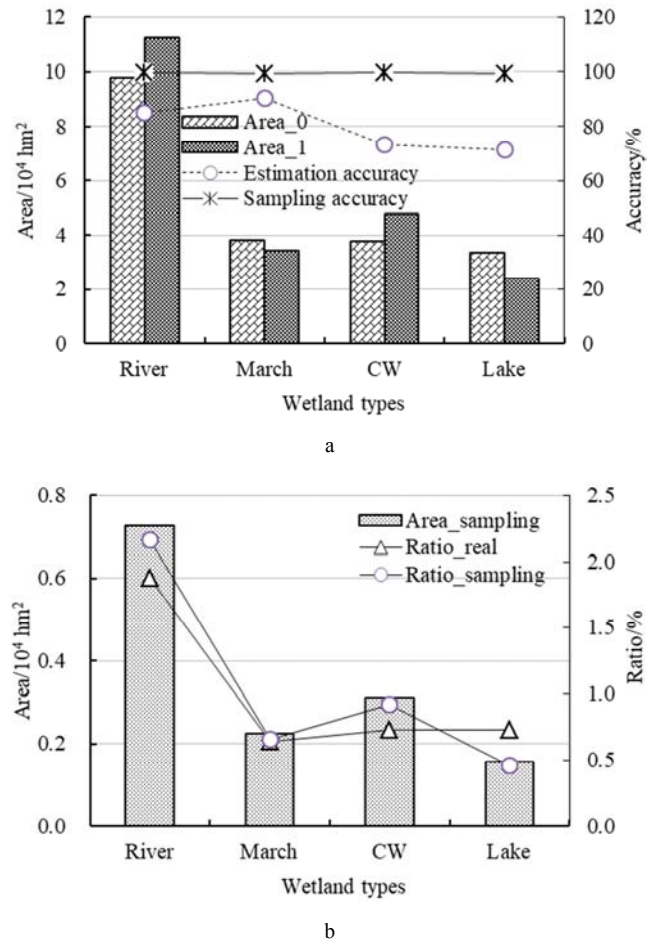 12
10
8
6
4
2
0
120
100
80
60
40
20
0
Area/10⁴ hm²
Accuracy/%
Area_0
Area_1
Estimation accuracy
Sampling accuracy
River March CW Lake
Wetland types
a
0.8
0.6
0.4
0.2
0.0
2.5
2.0
1.5
1.0
0.5
0.0
Area/10⁴ hm²
Ratio/%
Area_sampling
Ratio_real
Ratio_sampling
River March CW Lake
Wetland types
b